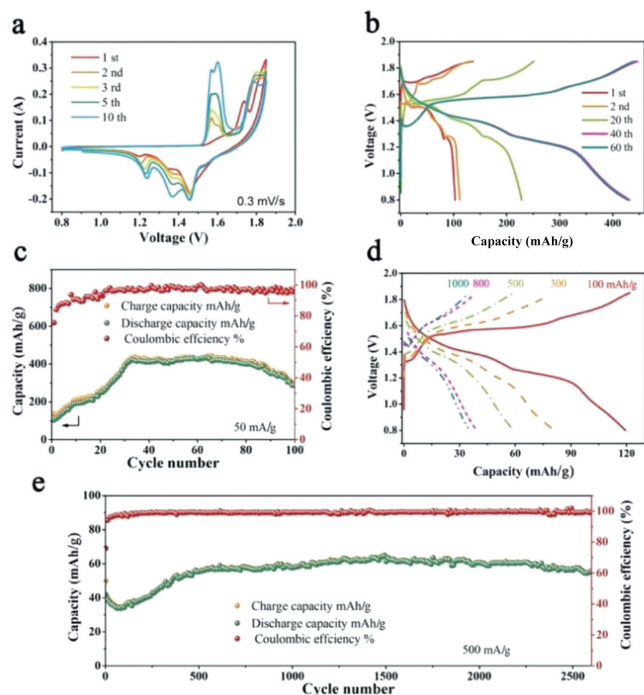 a
Current (A)
0.4
0.3
0.2
0.1
0.0
-0.1
-0.2
1 st
2 nd
3 rd
5 th
10 th
0.3 mV/s
0.8 1.0 1.2 1.4 1.6 1.8 2.0
Voltage (V)
b
Voltage (V)
2.0
1.8
1.6
1.4
1.2
1.0
0.8
0.6
1 st
2 nd
20 th
40 th
60 th
0 100 200 300 400
Capacity (mAh/g)
c
Capacity (mAh/g)
800
600
400
200
0
Charge capacity mAh/g
Discharge capacity mAh/g
Coulombic effciency %
50 mA/g
100
80
60
40
20
0
Coulombic effciency (%)
0 20 40 60 80 100
Cycle number
d
Voltage (V)
2.0
1.8
1.6
1.4
1.2
1.0
0.8
0.6
1000 800 500 300 100 mAh/g
0 30 60 90 120
Capacity (mAh/g)
e
Capacity (mAh/g)
100
80
60
40
20
0
Charge capacity mAh/g
Discharge capacity mAh/g
Coulombic effciency %
500 mA/g
100
80
60
40
20
0
Coulombic effciency (%)
0 500 1000 1500 2000 2500
Cycle number